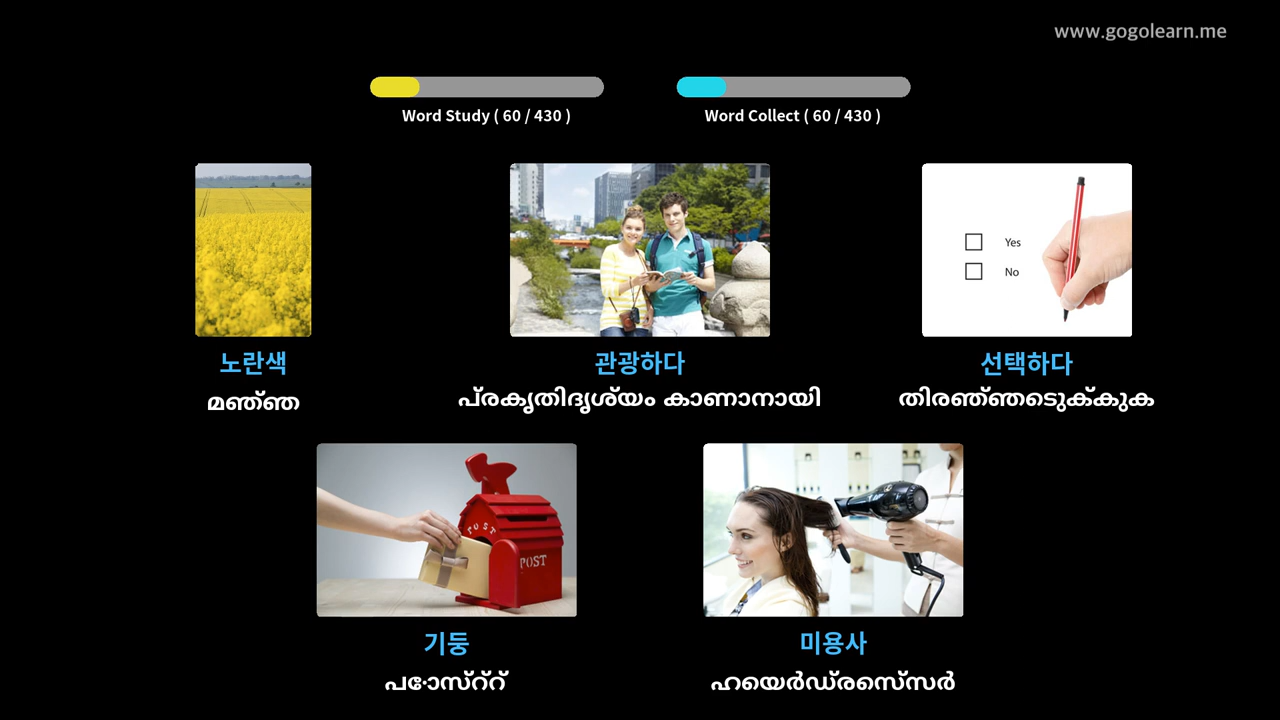 www.gogolearn.me
Word Study ( 60 / 430 )
Word Collect ( 60 / 430 )
Yes
No
노란색
관광하다
선택하다
മഞ്ഞ
പ്രകൃതിദൃശ്യം കാണാനായി
തിരഞ്ഞെടുക്കുക
POST
POST
기둥
미용사
പോസ്റ്റ്
ഹെയർഡ്രെസ്സർ